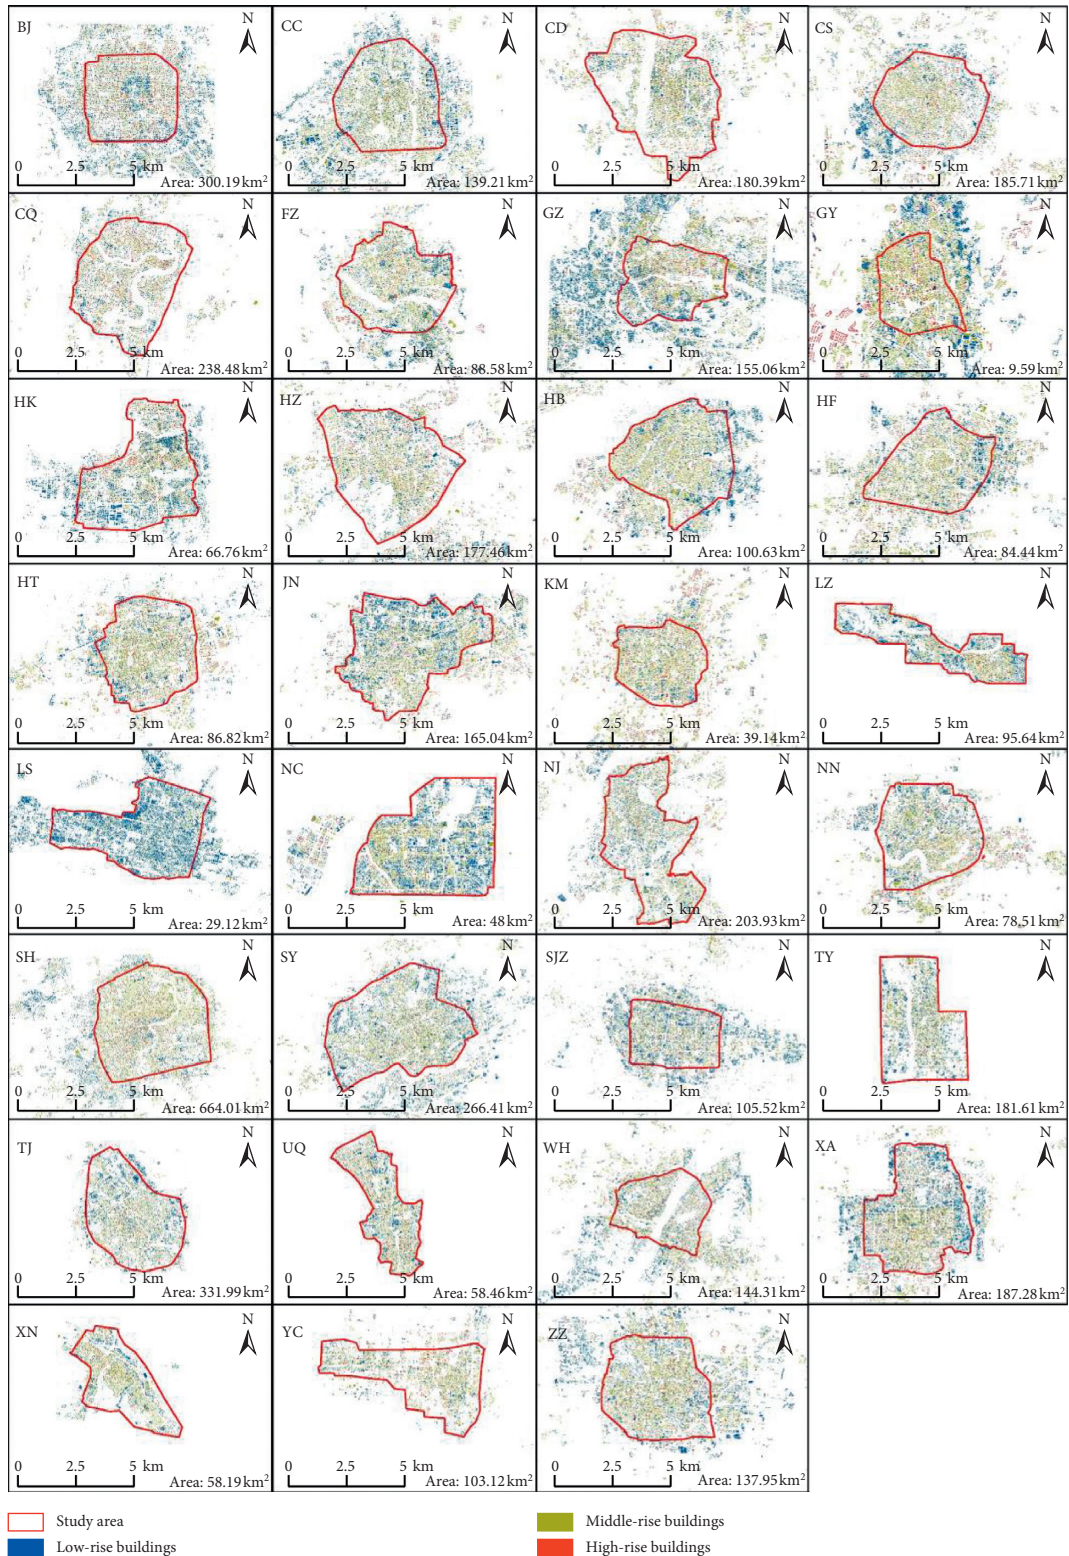 BJ N
0 2.5 5 km
Area: 300.19 km²
CC N
0 2.5 5 km
Area: 139.21 km²
CD N
0 2.5 5 km
Area: 180.39 km²
CS N
0 2.5 5 km
Area: 185.71 km²
CQ N
0 2.5 5 km
Area: 238.48 km²
FZ N
0 2.5 5 km
Area: 88.58 km²
GZ N
0 2.5 5 km
Area: 155.06 km²
GY N
0 2.5 5 km
Area: 9.59 km²
HK N
0 2.5 5 km
Area: 66.76 km²
HZ N
0 2.5 5 km
Area: 177.46 km²
HB N
0 2.5 5 km
Area: 100.63 km²
HF N
0 2.5 5 km
Area: 84.44 km²
HT N
0 2.5 5 km
Area: 86.82 km²
JN N
0 2.5 5 km
Area: 165.04 km²
KM N
0 2.5 5 km
Area: 39.14 km²
LZ N
0 2.5 5 km
Area: 95.64 km²
LS N
0 2.5 5 km
Area: 29.12 km²
NC N
0 2.5 5 km
Area: 48 km²
NJ N
0 2.5 5 km
Area: 203.93 km²
NN N
0 2.5 5 km
Area: 78.51 km²
SH N
0 2.5 5 km
Area: 664.01 km²
SY N
0 2.5 5 km
Area: 266.41 km²
SJZ N
0 2.5 5 km
Area: 105.52 km²
TY N
0 2.5 5 km
Area: 181.61 km²
TJ N
0 2.5 5 km
Area: 331.99 km²
UQ N
0 2.5 5 km
Area: 58.46 km²
WH N
0 2.5 5 km
Area: 144.31 km²
XA N
0 2.5 5 km
Area: 187.28 km²
XN N
0 2.5 5 km
Area: 58.19 km²
YC N
0 2.5 5 km
Area: 103.12 km²
ZZ N
0 2.5 5 km
Area: 137.95 km²
Study area
Low-rise buildings
Middle-rise buildings
High-rise buildings